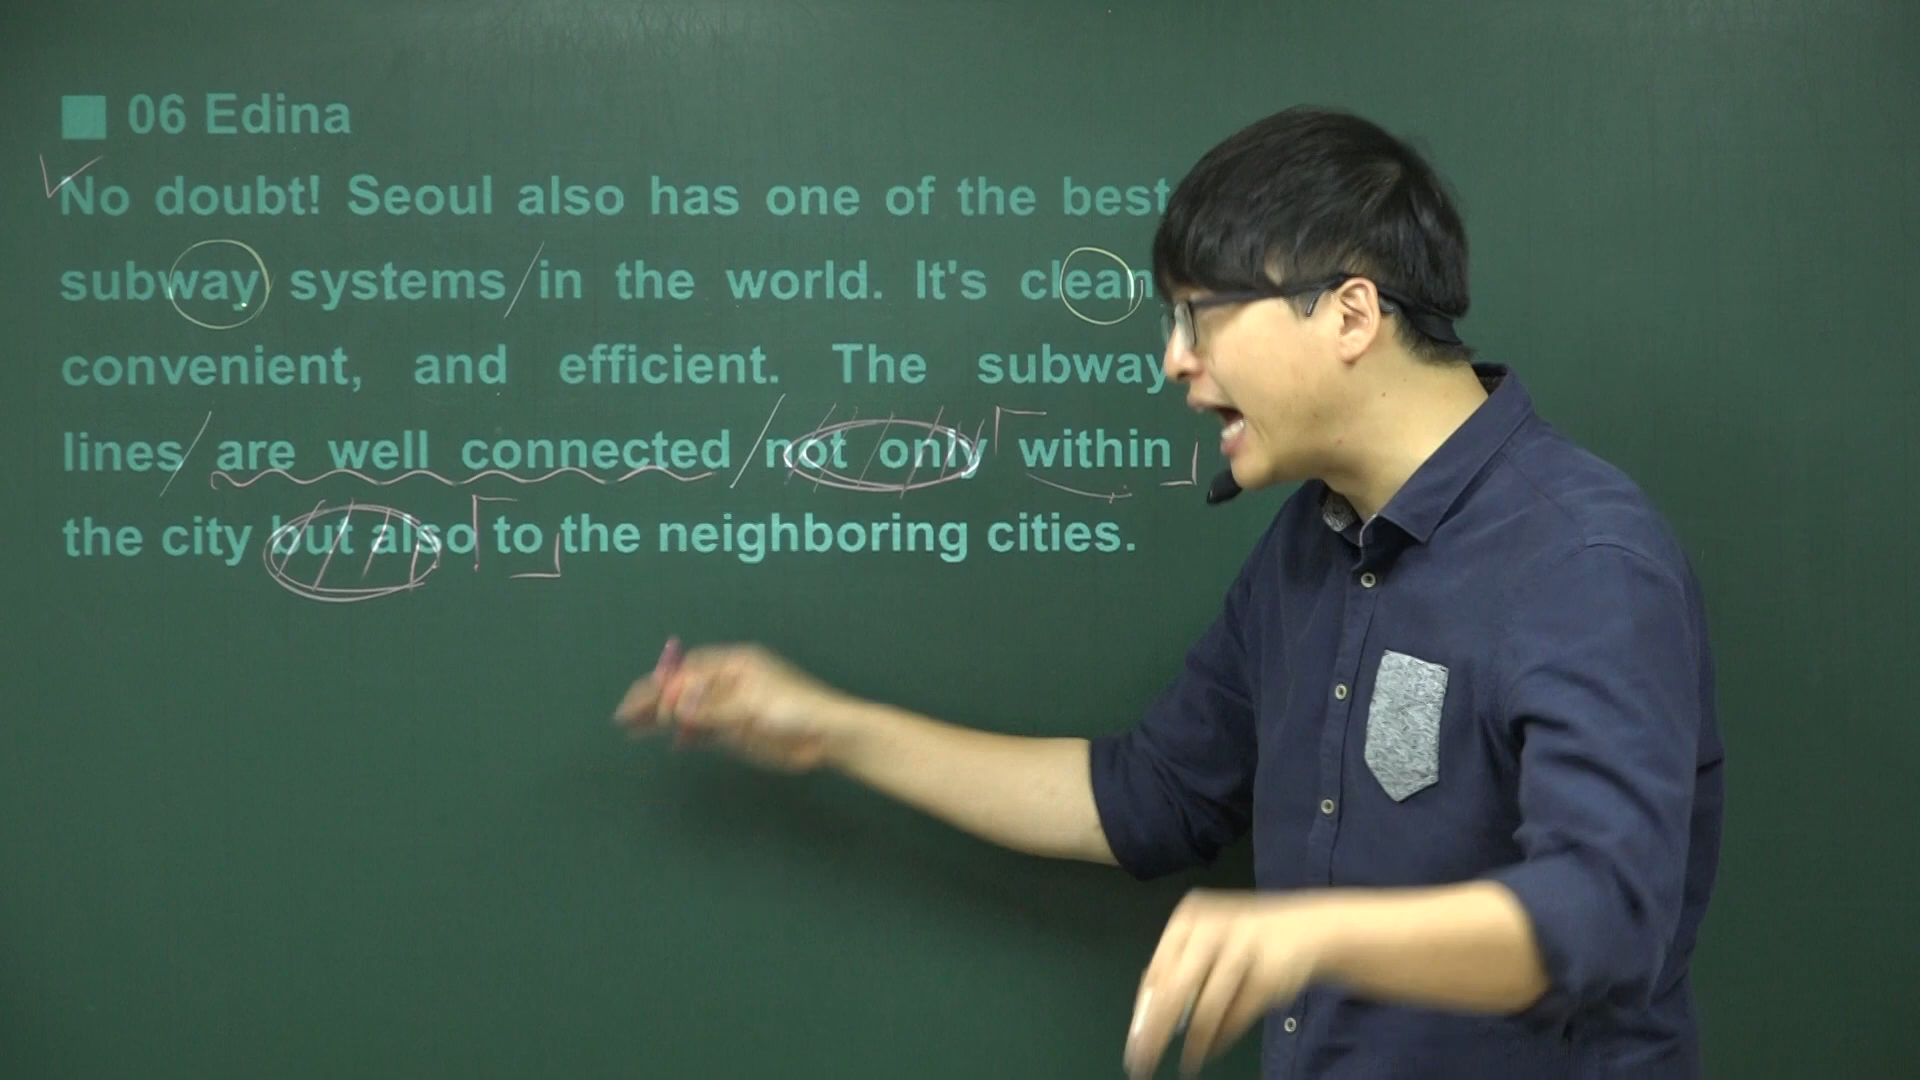 ■ 06 Edina
No doubt! Seoul also has one of the best
subway systems in the world. It's clean
convenient, and efficient. The subway
lines are well connected not only within
the city but also to the neighboring cities.